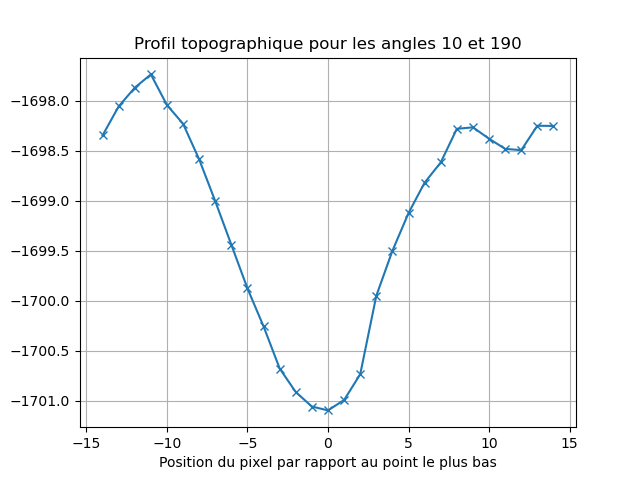 Profil topographique pour les angles 10 et 190
−1698.0
−1698.5
−1699.0
−1699.5
−1700.0
−1700.5
−1701.0
−15 −10 −5 0 5 10 15
Position du pixel par rapport au point le plus bas